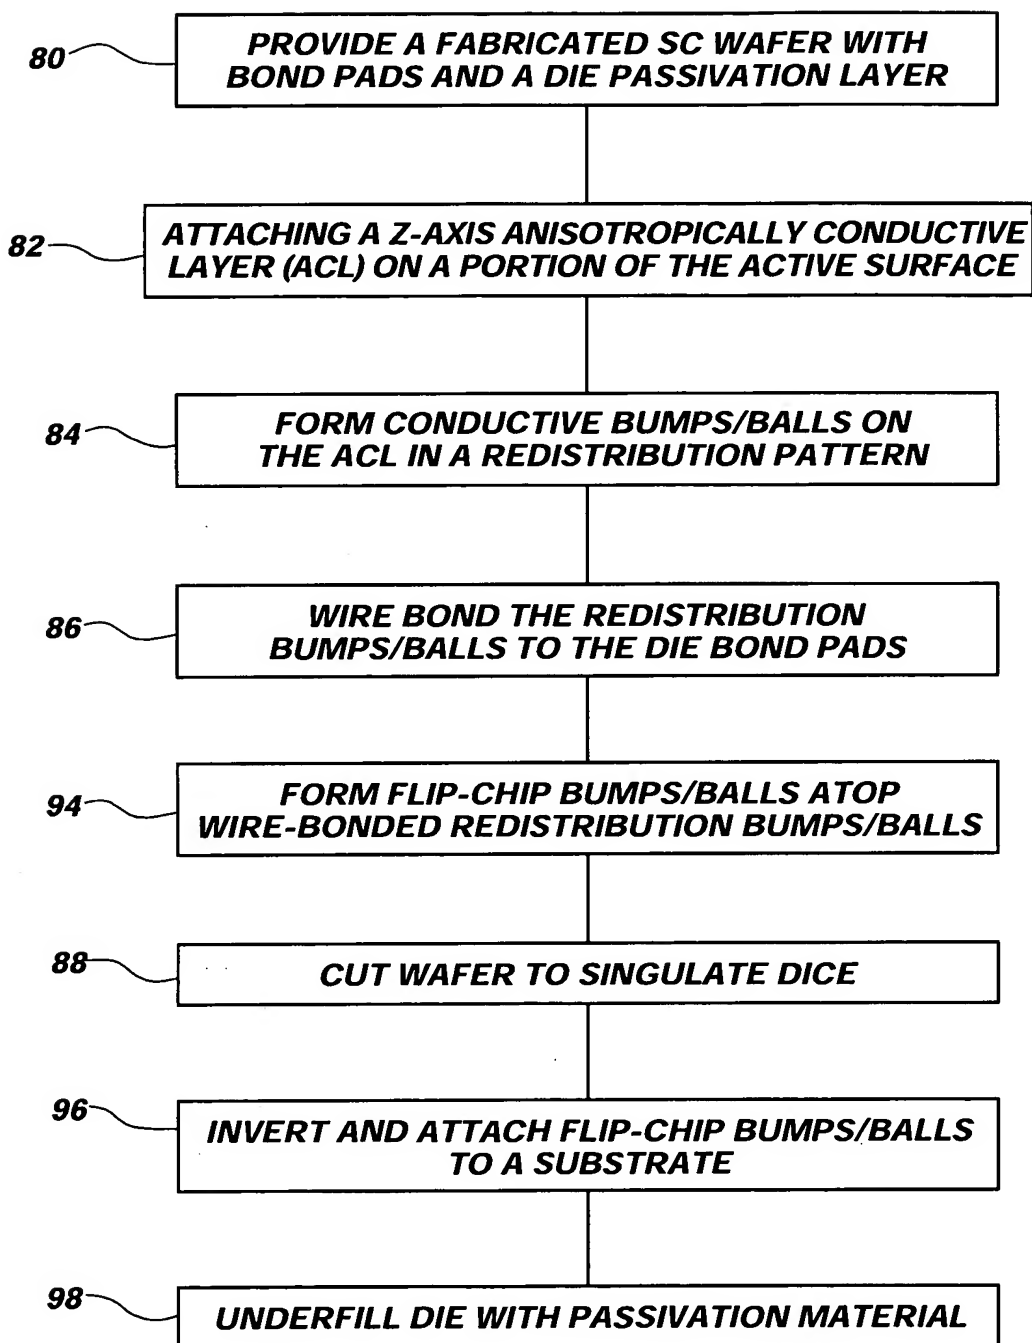 80
PROVIDE A FABRICATED SC WAFER WITH
BOND PADS AND A DIE PASSIVATION LAYER
82
ATTACHING A Z-AXIS ANISOTROPICALLY CONDUCTIVE
LAYER (ACL) ON A PORTION OF THE ACTIVE SURFACE
84
FORM CONDUCTIVE BUMPS/BALLS ON
THE ACL IN A REDISTRIBUTION PATTERN
86
WIRE BOND THE REDISTRIBUTION
BUMPS/BALLS TO THE DIE BOND PADS
94
FORM FLIP-CHIP BUMPS/BALLS ATOP
WIRE-BONDED REDISTRIBUTION BUMPS/BALLS
88
CUT WAFER TO SINGULATE DICE
96
INVERT AND ATTACH FLIP-CHIP BUMPS/BALLS
TO A SUBSTRATE
98
UNDERFILL DIE WITH PASSIVATION MATERIAL